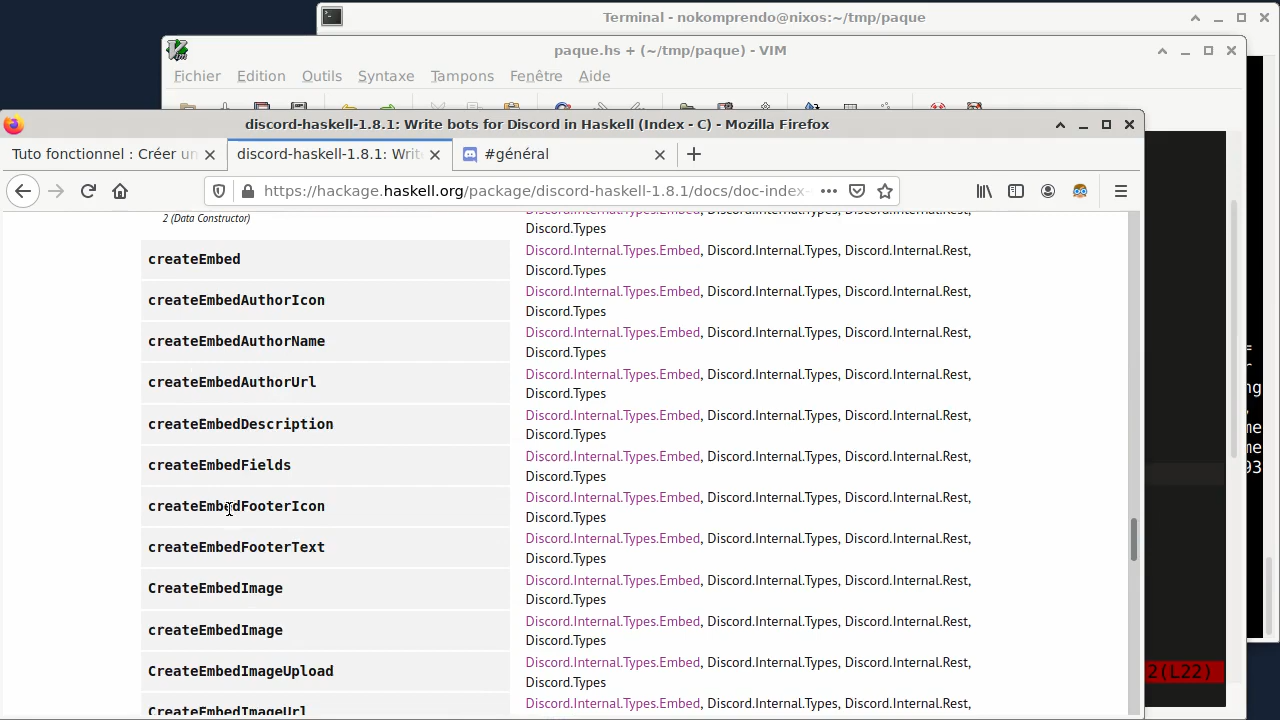 Terminal - nokomprendo@nixos:~/tmp/paque
paque.hs + (~/tmp/paque) - VIM
Fichier Edition Outils Syntaxe Tampons Fenêtre Aide
discord-haskell-1.8.1: Write bots for Discord in Haskell (Index - C) - Mozilla Firefox
Tuto fonctionnel : Créer un discord-haskell-1.8.1: Writ #général
https://hackage.haskell.org/package/discord-haskell-1.8.1/docs/doc-index-
2 (Data Constructor) Discord.Internal.Types.Embed, Discord.Internal.Types, Discord.Internal.Rest,
Discord.Types
createEmbed Discord.Internal.Types.Embed, Discord.Internal.Types, Discord.Internal.Rest,
Discord.Types
createEmbedAuthorIcon Discord.Internal.Types.Embed, Discord.Internal.Types, Discord.Internal.Rest,
Discord.Types
createEmbedAuthorName Discord.Internal.Types.Embed, Discord.Internal.Types, Discord.Internal.Rest,
Discord.Types
createEmbedAuthorUrl Discord.Internal.Types.Embed, Discord.Internal.Types, Discord.Internal.Rest,
Discord.Types
createEmbedDescription Discord.Internal.Types.Embed, Discord.Internal.Types, Discord.Internal.Rest,
Discord.Types
createEmbedFields Discord.Internal.Types.Embed, Discord.Internal.Types, Discord.Internal.Rest,
Discord.Types
createEmbedFooterIcon Discord.Internal.Types.Embed, Discord.Internal.Types, Discord.Internal.Rest,
Discord.Types
createEmbedFooterText Discord.Internal.Types.Embed, Discord.Internal.Types, Discord.Internal.Rest,
Discord.Types
CreateEmbedImage Discord.Internal.Types.Embed, Discord.Internal.Types, Discord.Internal.Rest,
Discord.Types
createEmbedImage Discord.Internal.Types.Embed, Discord.Internal.Types, Discord.Internal.Rest,
Discord.Types
CreateEmbedImageUpload Discord.Internal.Types.Embed, Discord.Internal.Types, Discord.Internal.Rest,
Discord.Types
CreateEmbedImageUrl Discord.Internal.Types.Embed, Discord.Internal.Types, Discord.Internal.Rest,
ng
me
me
93
2(L22)